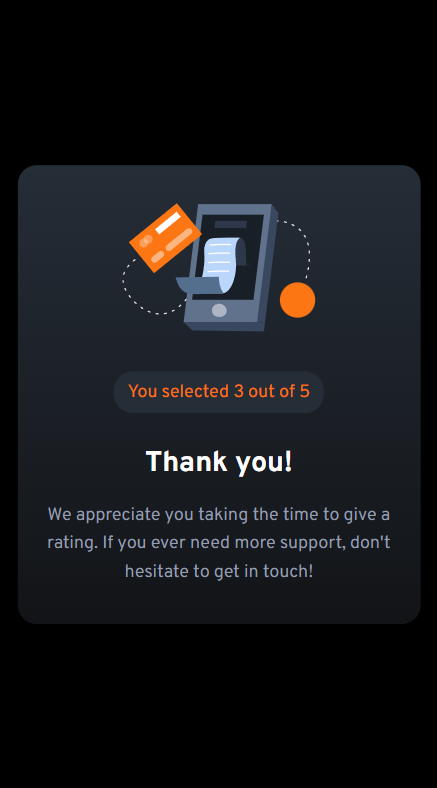 You selected 3 out of 5
Thank you!
We appreciate you taking the time to give a
rating. If you ever need more support, don't
hesitate to get in touch!